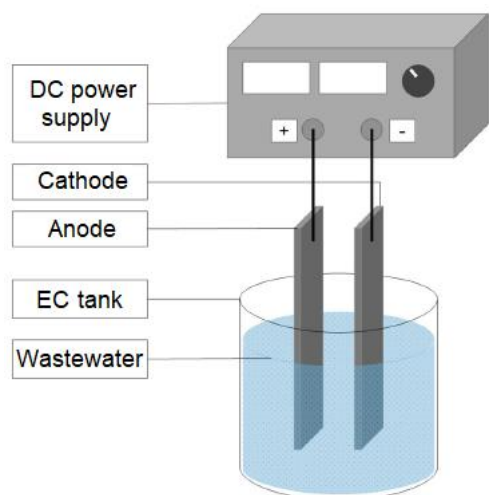 DC power
supply
+ -
Cathode
Anode
EC tank
Wastewater